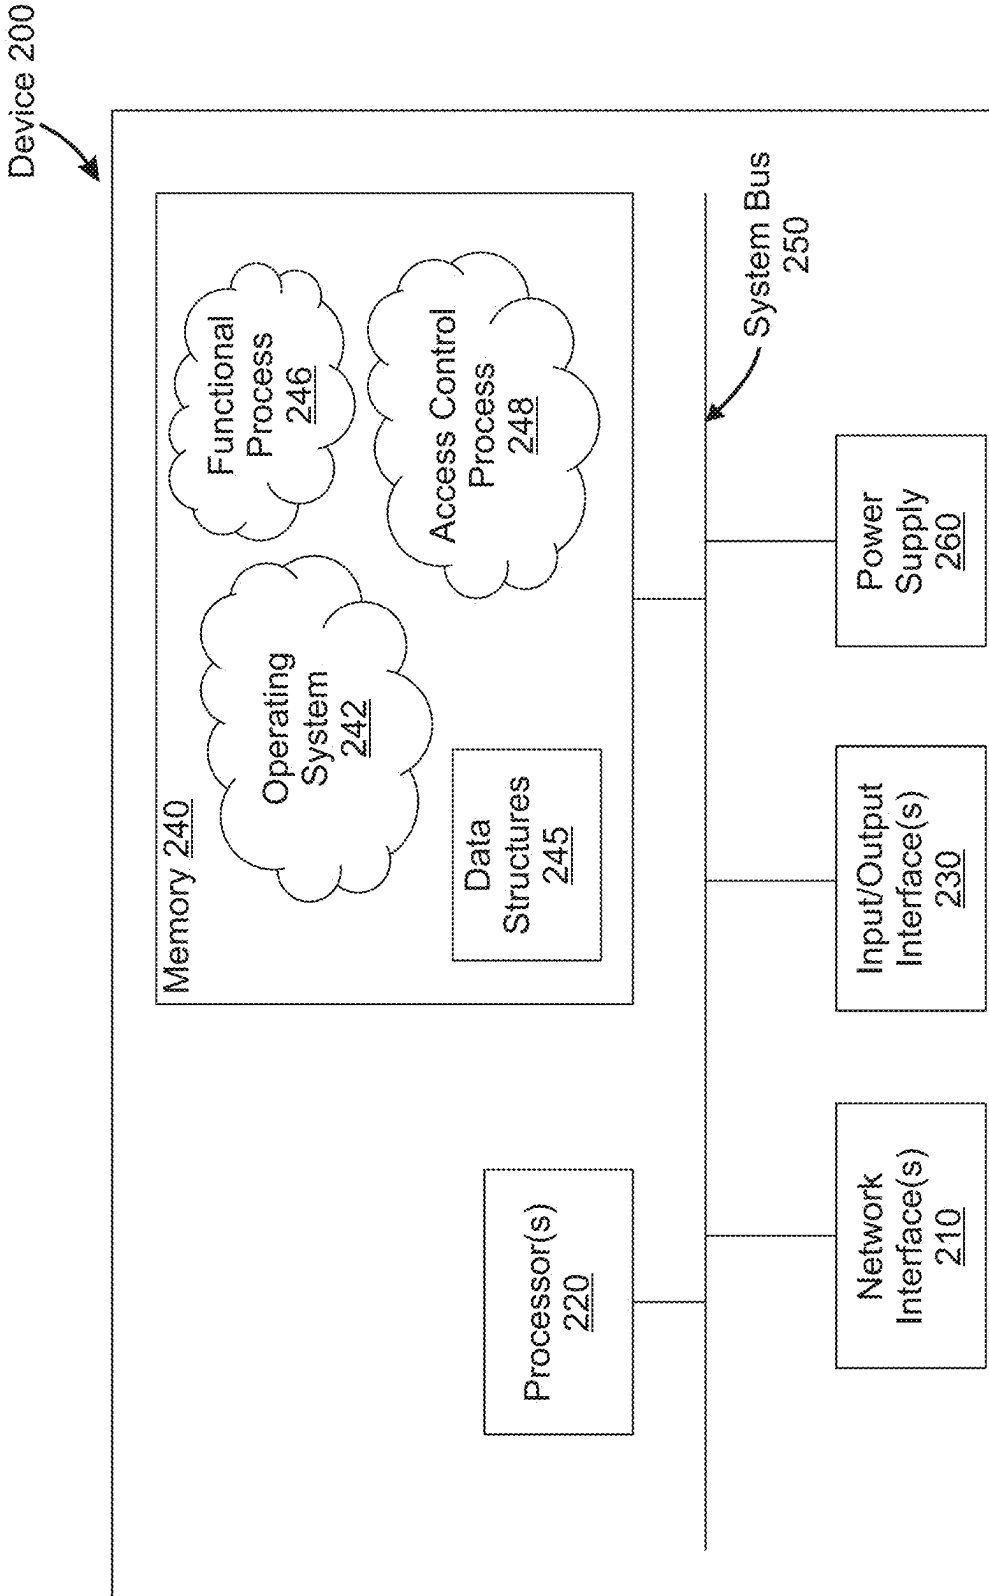 Device 200
Memory 240
Operating
System
242
Functional
Process
246
Data
Structures
245
Access Control
Process
248
Processor(s)
220
System Bus
250
Network
Interface(s)
210
Input/Output
Interface(s)
230
Power
Supply
260